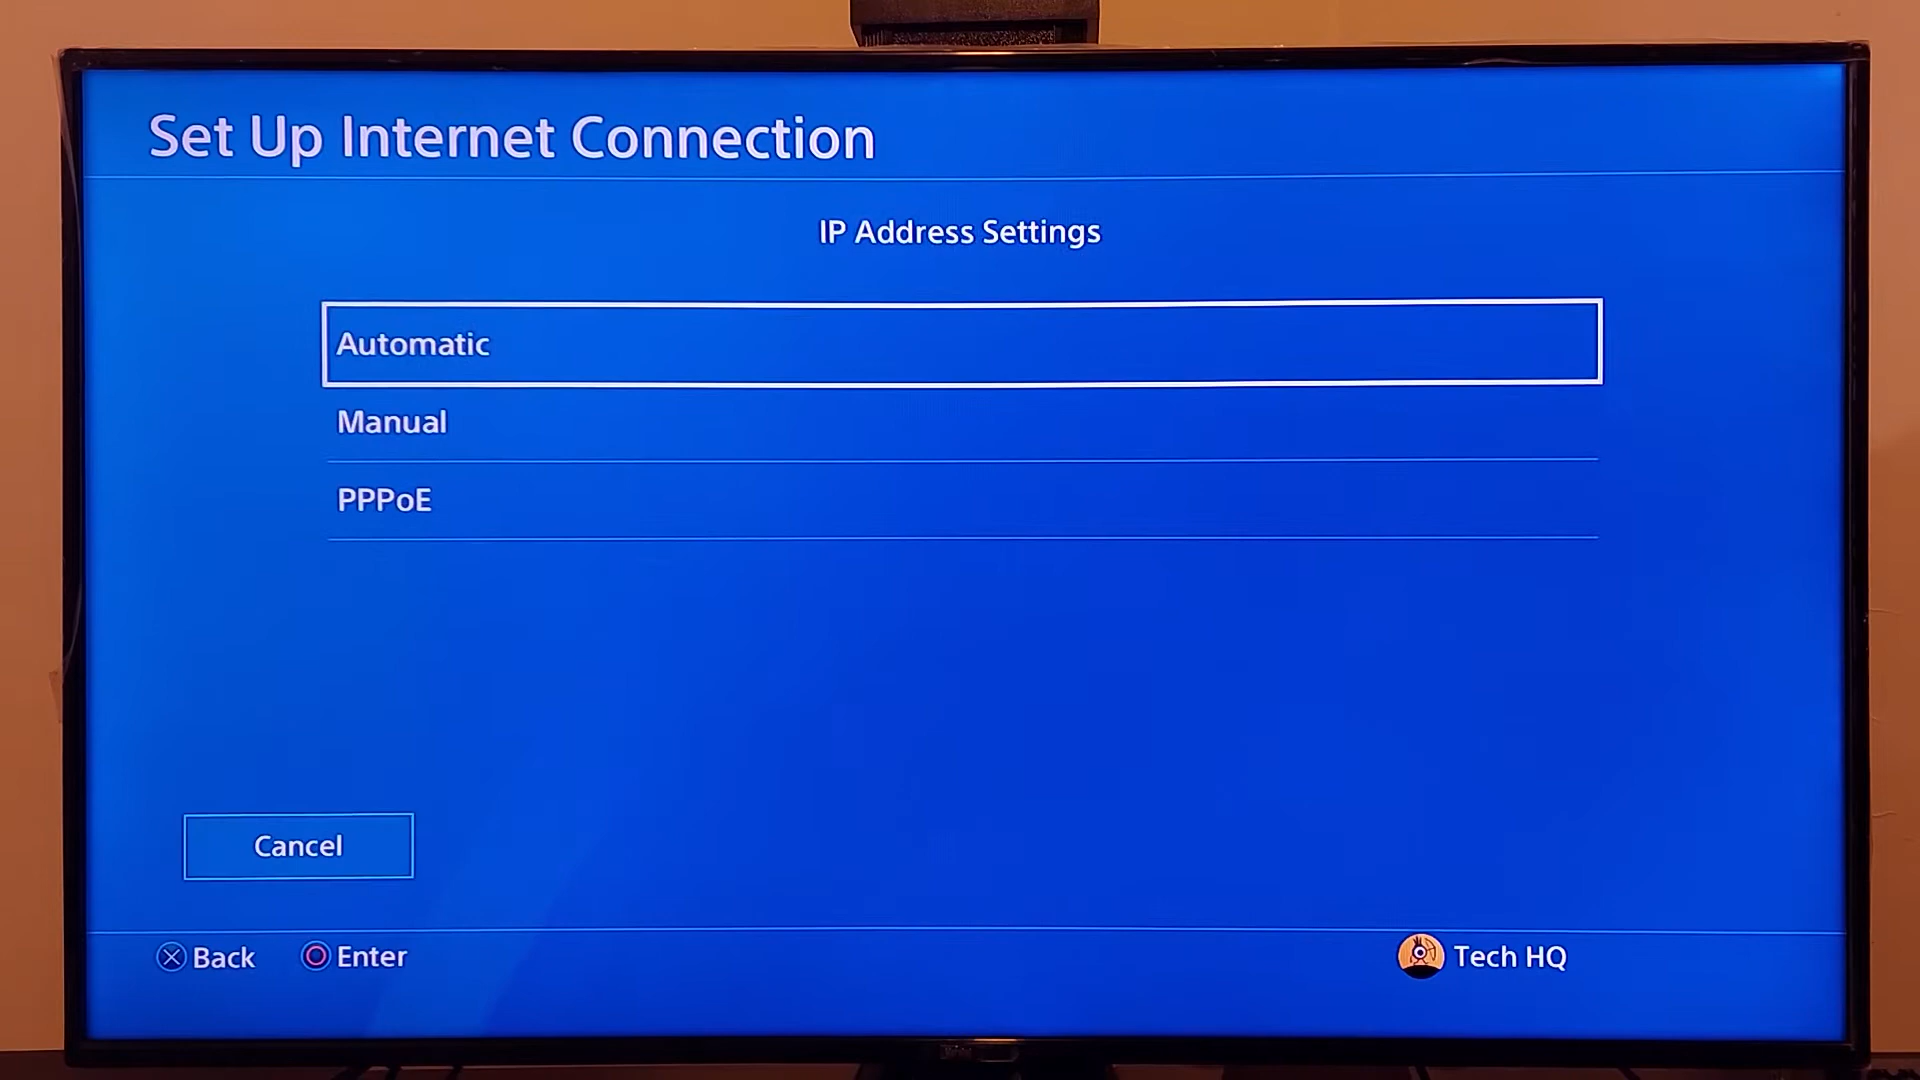 Set Up Internet Connection
IP Address Settings
Automatic
Manual
PPPoE
Cancel
Back
Enter
Tech HQ